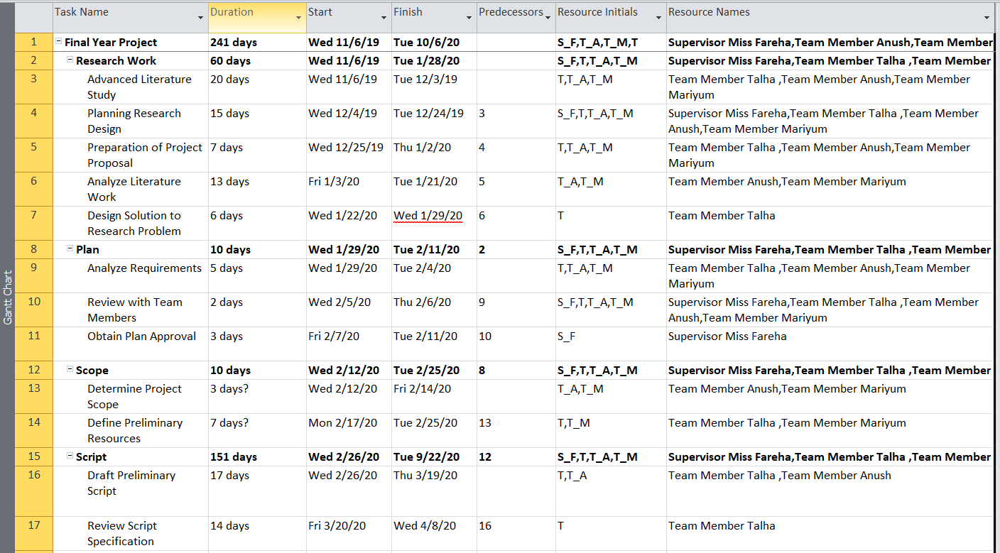 Task Name Duration Start Finish Predecessors Resource Initials Resource Names
1 Final Year Project 241 days Wed 11/6/19 Tue 10/6/20 S_F,T_A,T_M,T Supervisor Miss Fareha,Team Member Anush,Team Member
2 Research Work 60 days Wed 11/6/19 Tue 1/28/20 S_F,T,T_A,T_M Supervisor Miss Fareha,Team Member Talha ,Team Member
3 Advanced Literature 20 days Wed 11/6/19 Tue 12/3/19 T,T_A,T_M Team Member Talha ,Team Member Anush,Team Member
Study Mariyum
4 Planning Research 15 days Wed 12/4/19 Tue 12/24/19 3 S_F,T,T_A,T_M Supervisor Miss Fareha,Team Member Talha ,Team Member
Design Anush,Team Member Mariyum
5 Preparation of Project 7 days Wed 12/25/19 Thu 1/2/20 4 T,T_A,T_M Team Member Talha ,Team Member Anush,Team Member
Proposal Mariyum
6 Analyze Literature 13 days Fri 1/3/20 Tue 1/21/20 5 T_A,T_M Team Member Anush,Team Member Mariyum
Work
7 Design Solution to 6 days Wed 1/22/20 Wed 1/29/20 6 T Team Member Talha
Research Problem
8 Plan 10 days Wed 1/29/20 Tue 2/11/20 2 S_F,T,T_A,T_M Supervisor Miss Fareha,Team Member Talha ,Team Member
9 Analyze Requirements 5 days Wed 1/29/20 Tue 2/4/20 T,T_A,T_M Team Member Talha ,Team Member Anush,Team Member
Mariyum
10 Review with Team 2 days Wed 2/5/20 Thu 2/6/20 9 S_F,T,T_A,T_M Supervisor Miss Fareha,Team Member Talha ,Team Member
Members Anush,Team Member Mariyum
11 Obtain Plan Approval 3 days Fri 2/7/20 Tue 2/11/20 10 S_F Supervisor Miss Fareha
12 Scope 10 days Wed 2/12/20 Tue 2/25/20 8 S_F,T,T_A,T_M Supervisor Miss Fareha,Team Member Talha ,Team Member
13 Determine Project 3 days? Wed 2/12/20 Fri 2/14/20 T_A,T_M Team Member Anush,Team Member Mariyum
Scope
14 Define Preliminary 7 days? Mon 2/17/20 Tue 2/25/20 13 T,T_M Team Member Talha ,Team Member Mariyum
Resources
15 Script 151 days Wed 2/26/20 Tue 9/22/20 12 S_F,T,T_A,T_M Supervisor Miss Fareha,Team Member Talha ,Team Member
16 Draft Preliminary 17 days Wed 2/26/20 Thu 3/19/20 T,T_A Team Member Talha ,Team Member Anush
Script
17 Review Script 14 days Fri 3/20/20 Wed 4/8/20 16 T Team Member Talha
Specification
Gantt Chart